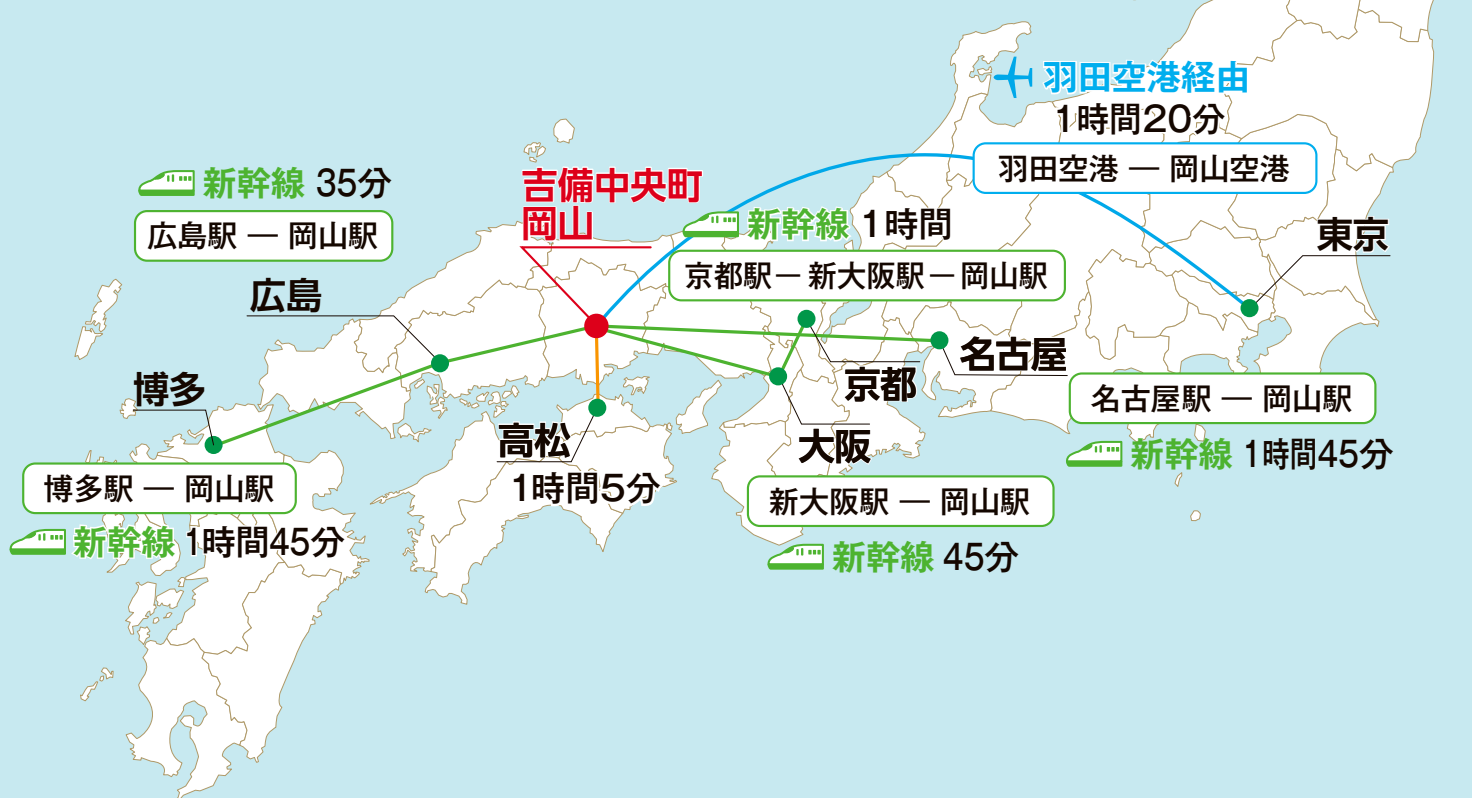 羽田空港経由
1時間20分
羽田空港 ― 岡山空港
新幹線 35分
広島駅 ― 岡山駅
吉備中央町
岡山
新幹線 1時間
京都駅―新大阪駅―岡山駅
東京
広島
名古屋
京都
博多
名古屋駅 ― 岡山駅
新幹線 1時間45分
高松
1時間5分
大阪
博多駅 ― 岡山駅
新幹線 1時間45分
新大阪駅 ― 岡山駅
新幹線 45分